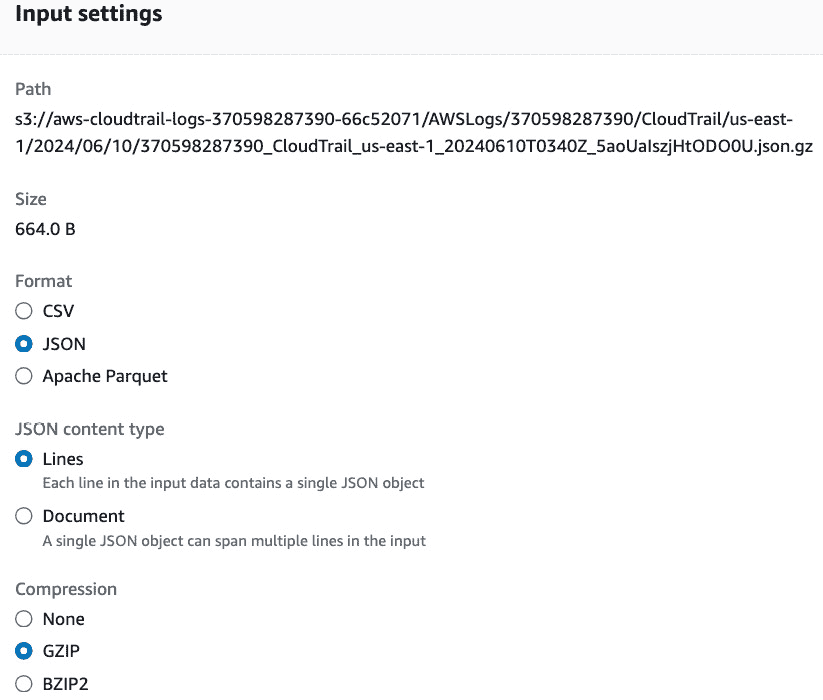 Input settings
Path
s3://aws-cloudtrail-logs-370598287390-66c52071/AWSLogs/370598287390/CloudTrail/us-east-
1/2024/06/10/370598287390_CloudTrail_us-east-1_20240610T0340Z_5aoUaIszjHtODO0U.json.gz
Size
664.0 B
Format
CSV
JSON
Apache Parquet
JSON content type
Lines
Each line in the input data contains a single JSON object
Document
A single JSON object can span multiple lines in the input
Compression
None
GZIP
BZIP2